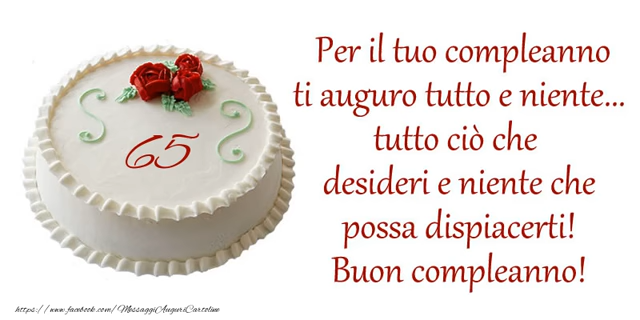 65
Per il tuo compleanno
ti auguro tutto e niente...
tutto ciò che
desideri e niente che
possa dispiacerti!
Buon compleanno!
https://www.facebook.com/MessaggiAuguriCartoline